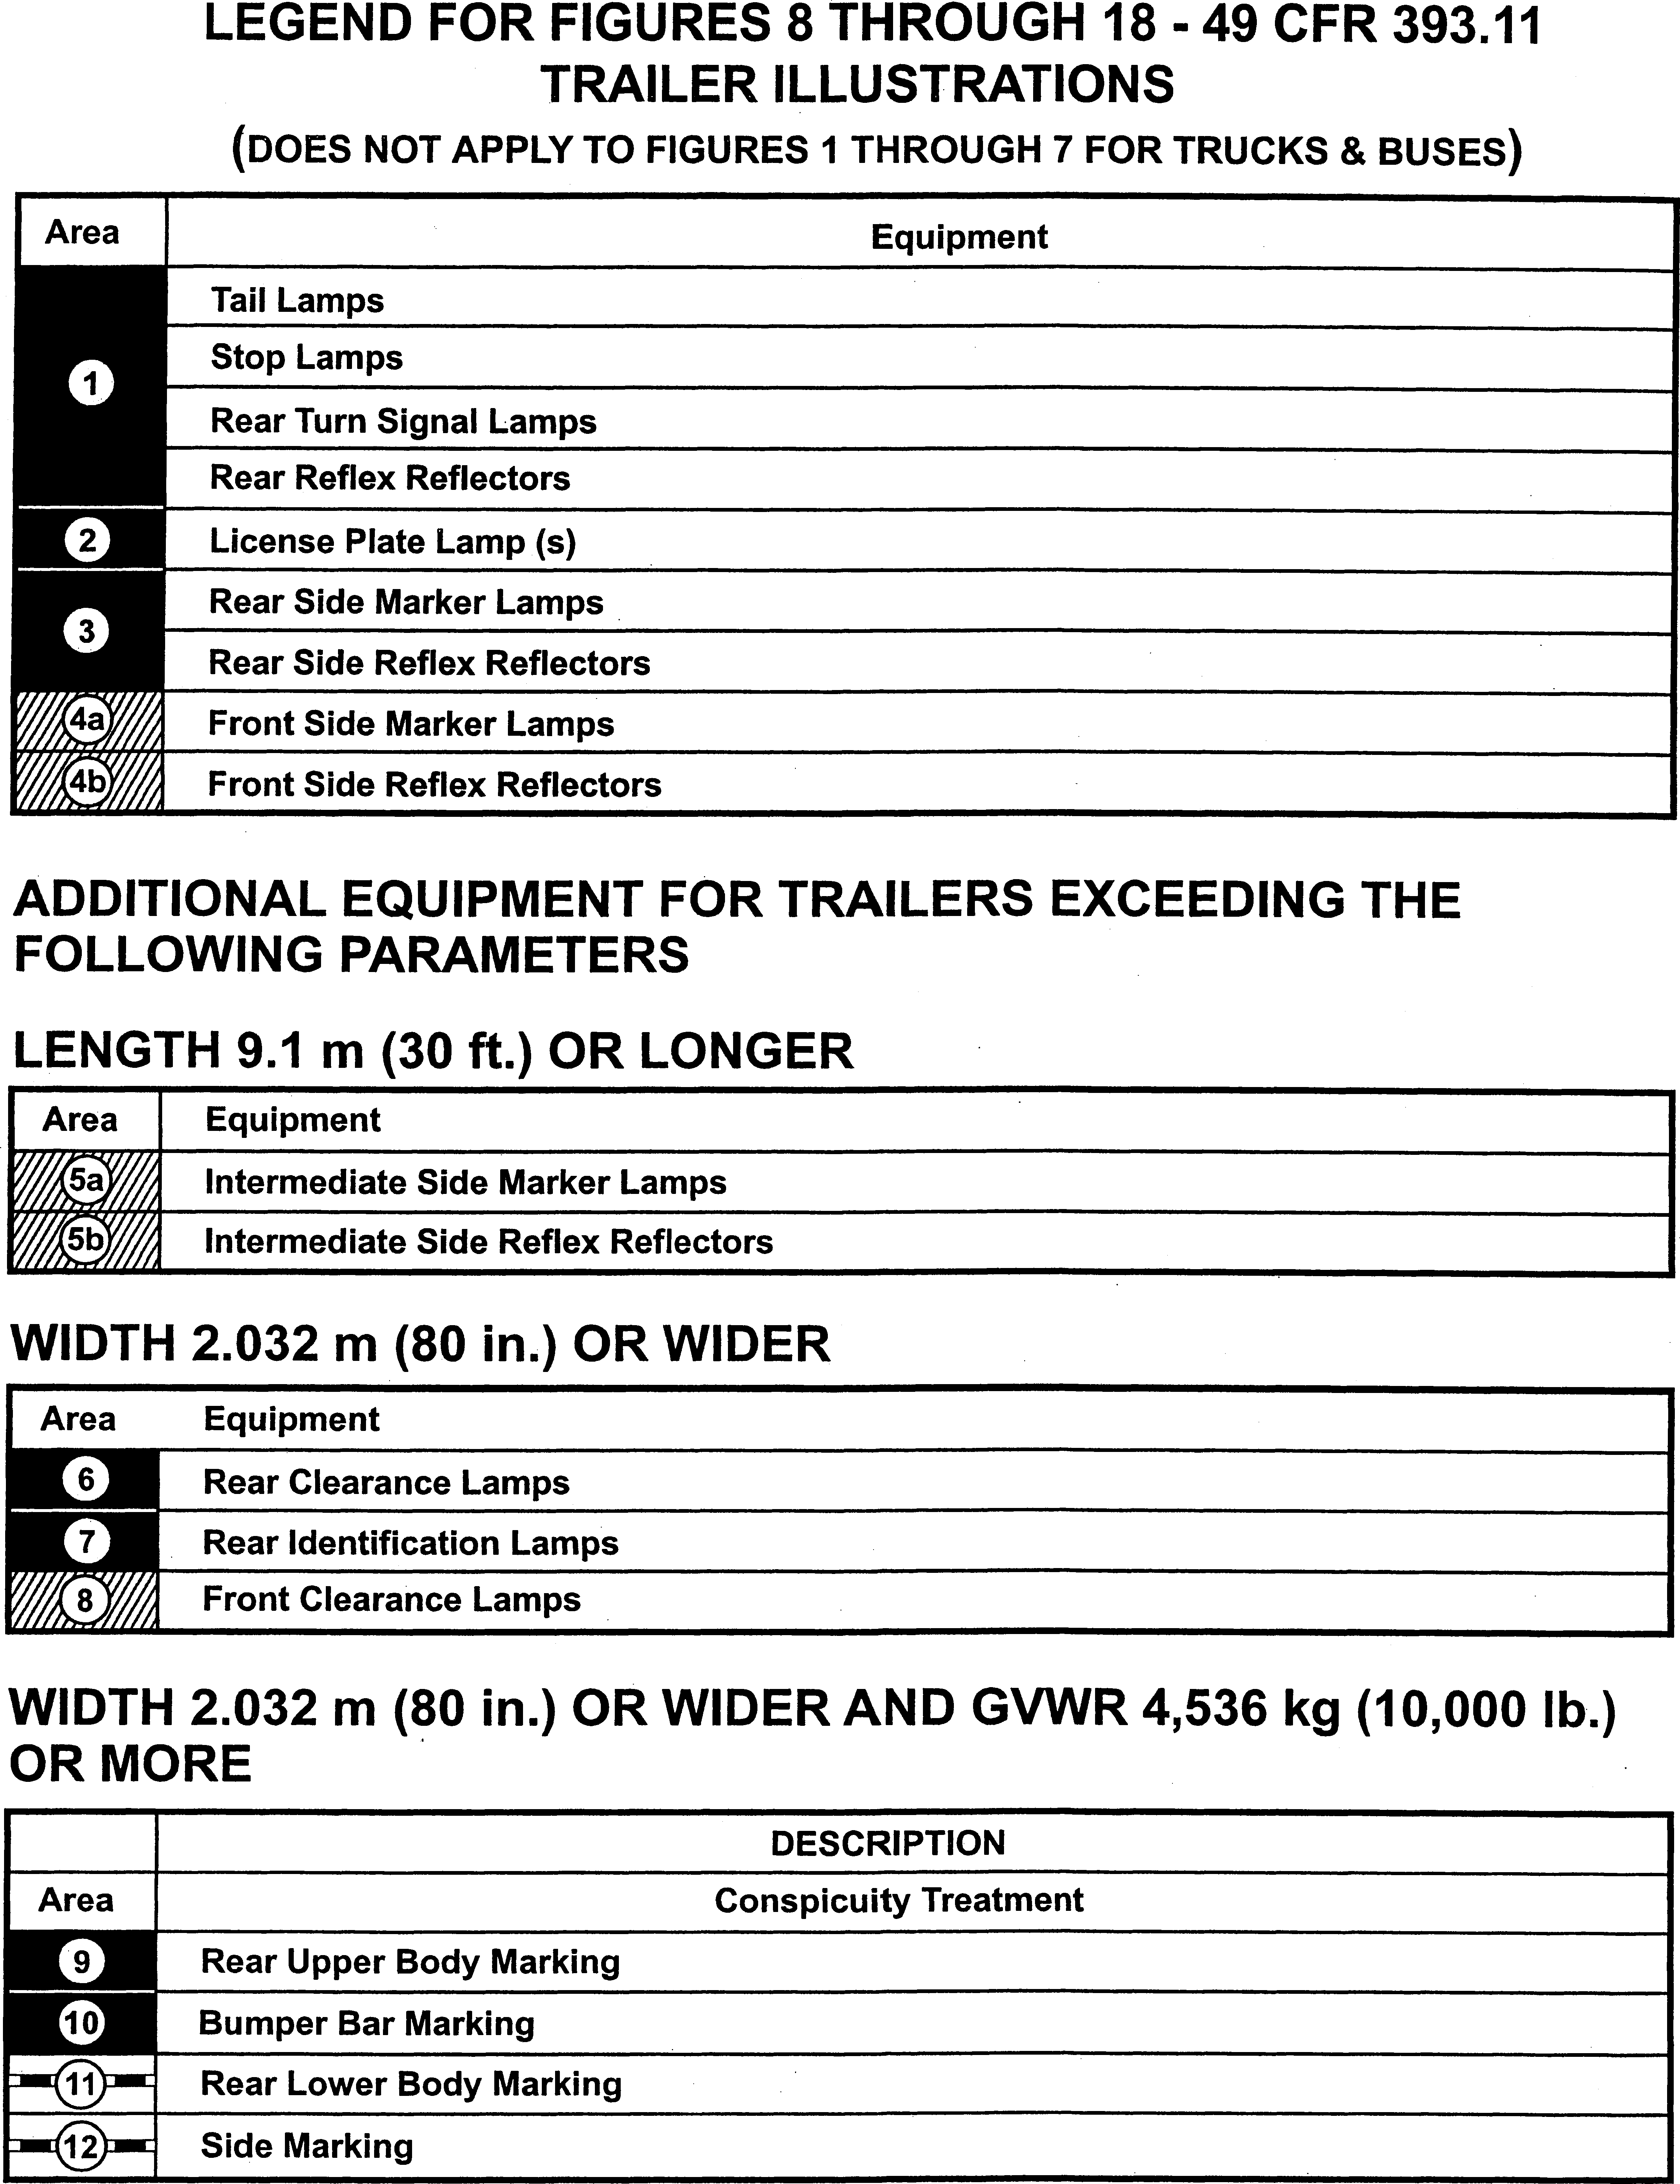 LEGEND FOR FIGURES 8 THROUGH 18 - 49 CFR 393.11
TRAILER ILLUSTRATIONS
(DOES NOT APPLY TO FIGURES 1 THROUGH 7 FOR TRUCKS & BUSES)
Area Equipment
1
Tail Lamps
Stop Lamps
Rear Turn Signal Lamps
Rear Reflex Reflectors
2 License Plate Lamp (s)
3
Rear Side Marker Lamps
Rear Side Reflex Reflectors
4a Front Side Marker Lamps
4b Front Side Reflex Reflectors
ADDITIONAL EQUIPMENT FOR TRAILERS EXCEEDING THE
FOLLOWING PARAMETERS
LENGTH 9.1 m (30 ft.) OR LONGER
Area Equipment
5a Intermediate Side Marker Lamps
5b Intermediate Side Reflex Reflectors
WIDTH 2.032 m (80 in.) OR WIDER
Area Equipment
6 Rear Clearance Lamps
7 Rear Identification Lamps
8 Front Clearance Lamps
WIDTH 2.032 m (80 in.) OR WIDER AND GVWR 4,536 kg (10,000 lb.)
OR MORE
DESCRIPTION
Area Conspicuity Treatment
9 Rear Upper Body Marking
10 Bumper Bar Marking
11 Rear Lower Body Marking
12 Side Marking